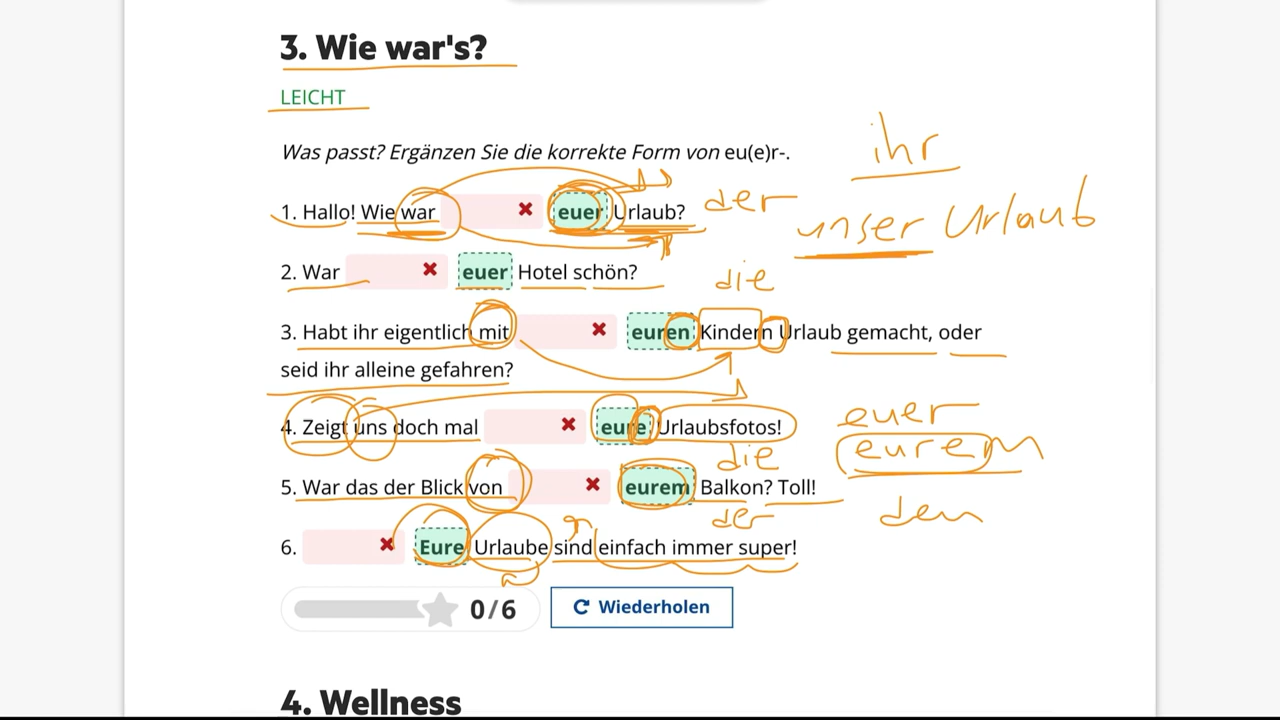 3. Wie war's?
LEICHT
Was passt? Ergänzen Sie die korrekte Form von eu(e)r-.
ihr
1. Hallo! Wie war euer Urlaub? der
unser Urlaub
2. War euer Hotel schön?
die
3. Habt ihr eigentlich mit euren Kindern Urlaub gemacht, oder
seid ihr alleine gefahren?
4. Zeigt uns doch mal eure Urlaubsfotos!
euer
die
eurem
5. War das der Blick von eurem Balkon? Toll!
der
dem
6. Eure Urlaube sind einfach immer super!
0/6 Wiederholen
4. Wellness